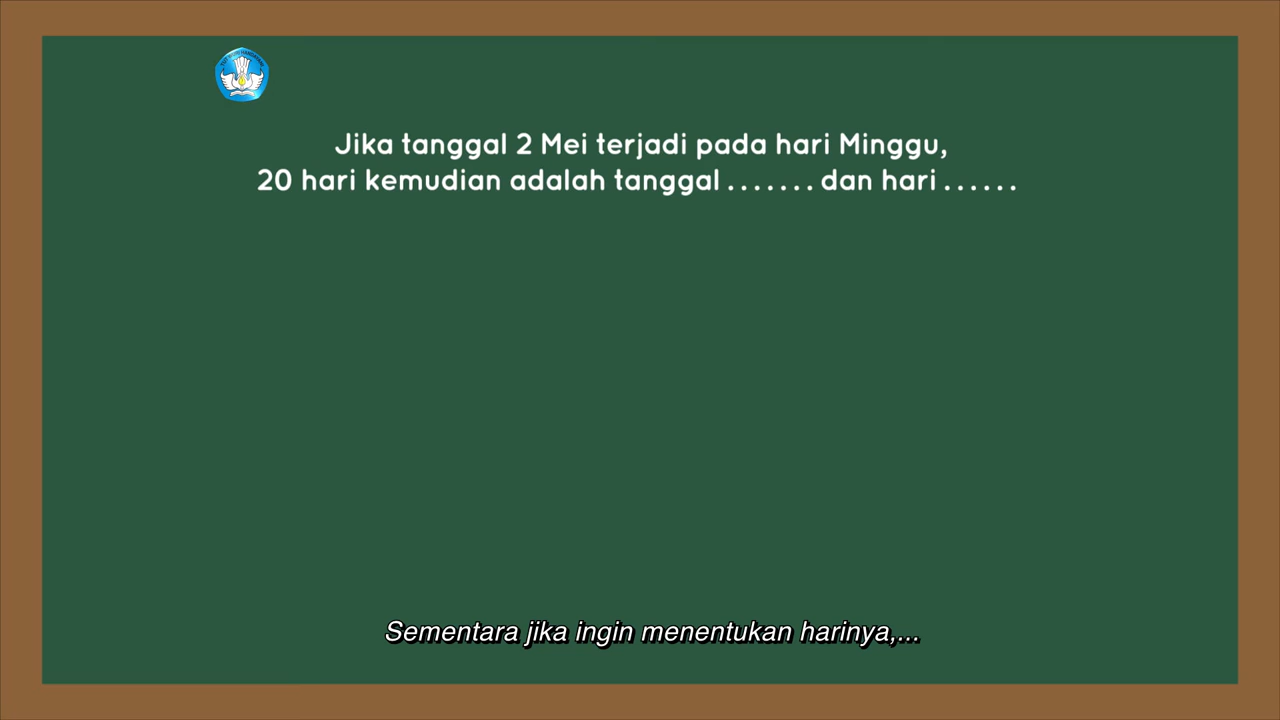 Jika tanggal 2 Mei terjadi pada hari Minggu,
20 hari kemudian adalah tanggal ....... dan hari ......
Sementara jika ingin menentukan harinya,...